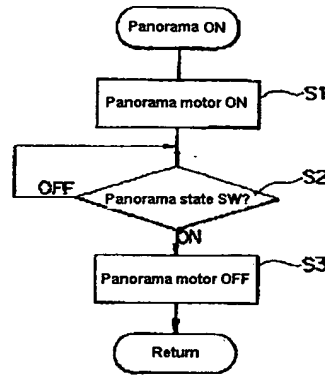 Panorama ON
Panorama motor ON
S1
Panorama state SW?
S2
OFF
ON
Panorama motor OFF
S3
Return